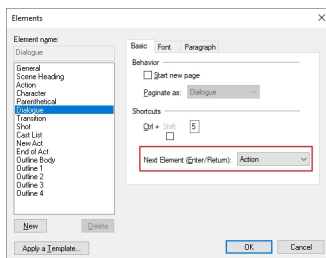 Elements
Element name:
Dialogue
General
Scene Heading
Action
Character
Parenthetical
Dialogue
Transition
Shot
Cast List
New Act
End of Act
Outline Body
Outline 1
Outline 2
Outline 3
Outline 4
New
Delete
Apply a Template...
Basic Font Paragraph
Behavior
Start new page
Paginate as: Dialogue
Shortcuts
Ctrl + Shift 5
Next Element (Enter/Return): Action
OK Cancel